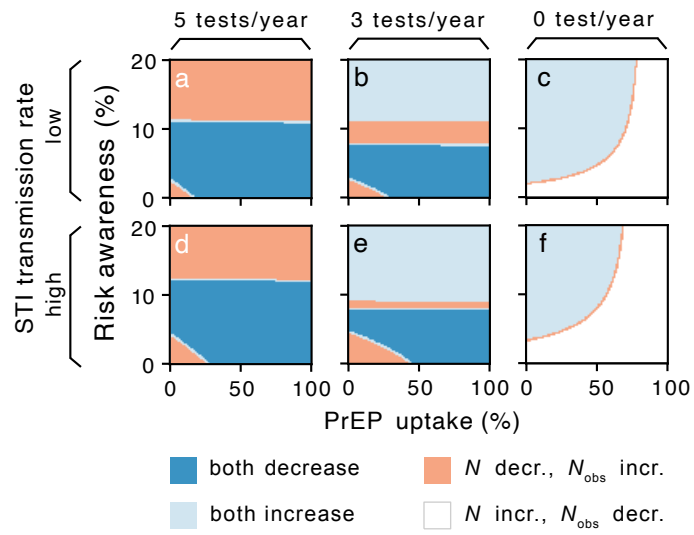 5 tests/year 3 tests/year 0 test/year
STI transmission rate
low
high
Risk awareness (%)
a b c
20
10
0
d e f
20
10
0
0 50 100 0 50 100 0 50 100
PrEP uptake (%)
both decrease
N decr., Nobs incr.
both increase
N incr., Nobs decr.